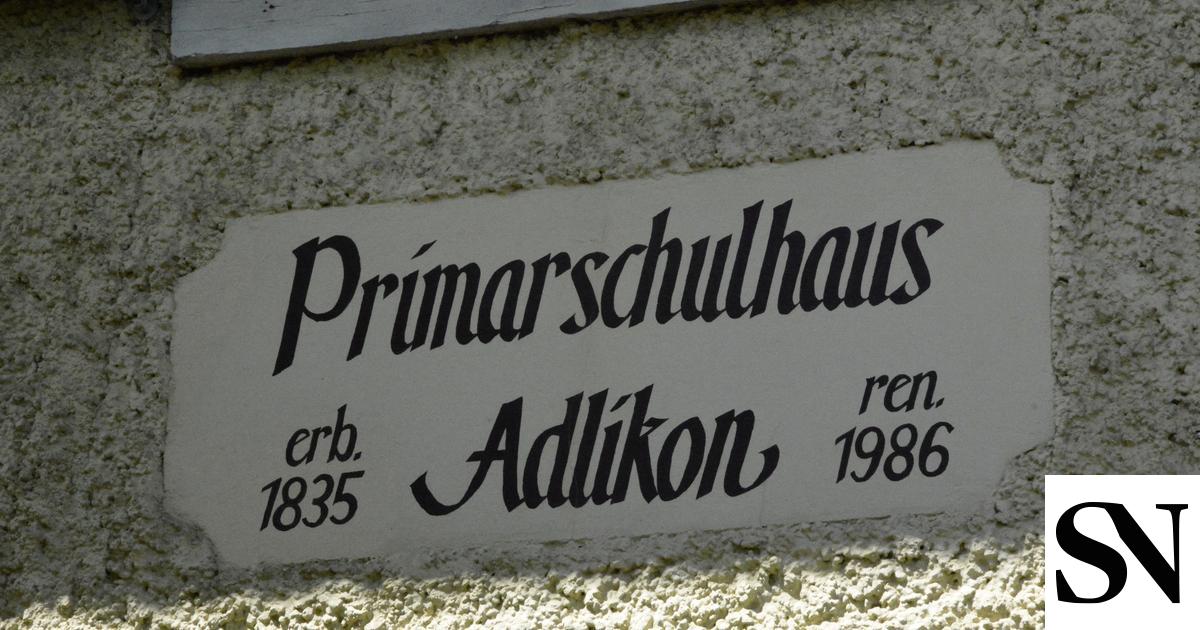 Primarschulhaus
Adlikon
erb.
1835
ren.
1986
SN